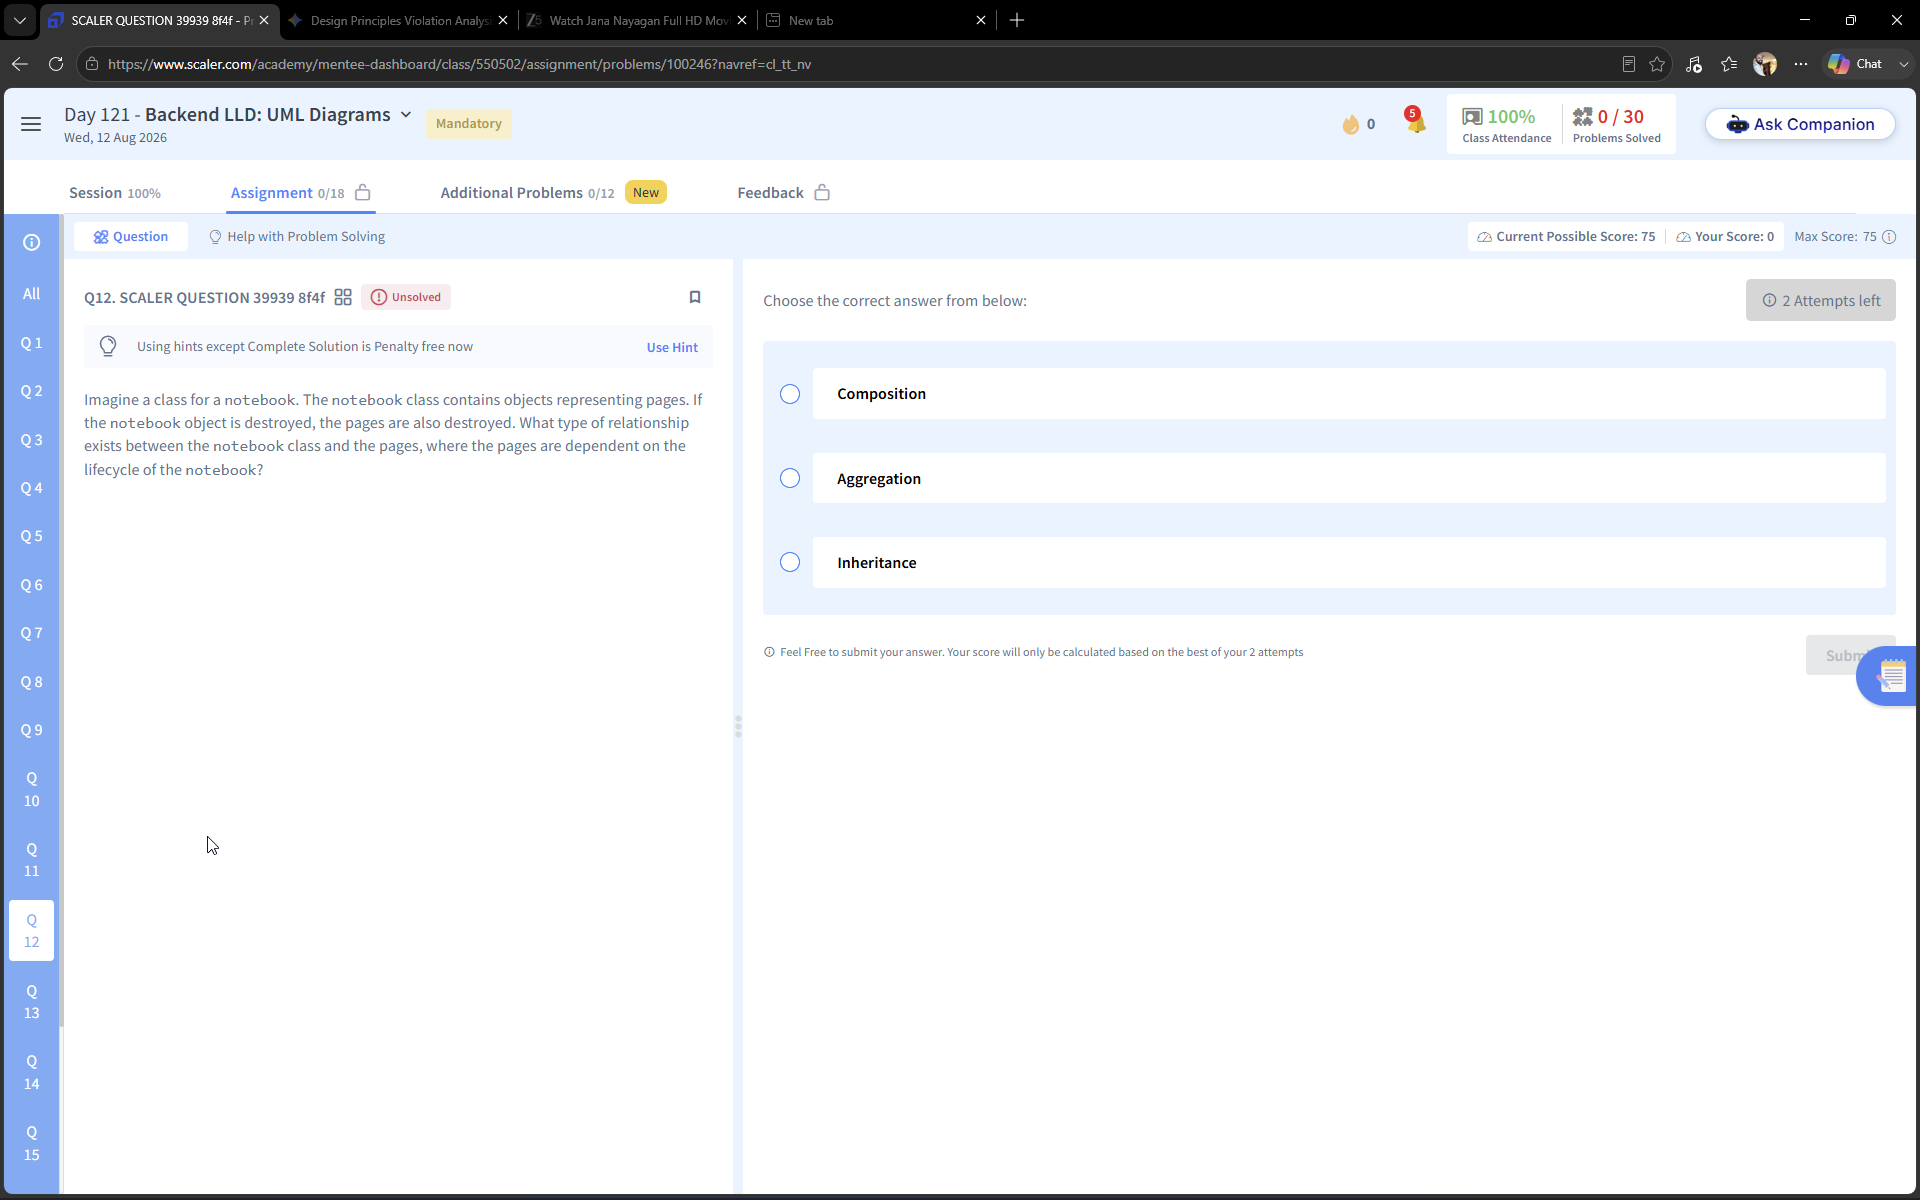 SCALER QUESTION 39939 8f4f - Pr
Design Principles Violation Analysi
Watch Jana Nayagan Full HD Mov
New tab
https://www.scaler.com/academy/mentee-dashboard/class/550502/assignment/problems/100246?navref=cl_tt_nv
Chat
Day 121 - Backend LLD: UML Diagrams
Wed, 12 Aug 2026
Mandatory
0
5
100%
Class Attendance
0 / 30
Problems Solved
Ask Companion
Session 100%
Assignment 0/18
Additional Problems 0/12 New
Feedback
Question
Help with Problem Solving
Current Possible Score: 75
Your Score: 0
Max Score: 75
All
Q 1
Q 2
Q 3
Q 4
Q 5
Q 6
Q 7
Q 8
Q 9
Q
10
Q
11
Q
12
Q
13
Q
14
Q
15
Q12. SCALER QUESTION 39939 8f4f
Unsolved
Using hints except Complete Solution is Penalty free now
Use Hint
Imagine a class for a notebook. The notebook class contains objects representing pages. If
the notebook object is destroyed, the pages are also destroyed. What type of relationship
exists between the notebook class and the pages, where the pages are dependent on the
lifecycle of the notebook?
Choose the correct answer from below:
2 Attempts left
Composition
Aggregation
Inheritance
Feel Free to submit your answer. Your score will only be calculated based on the best of your 2 attempts